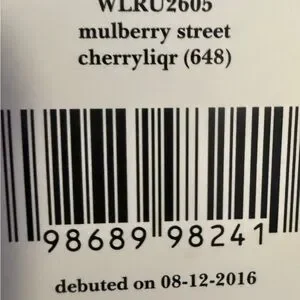 WLRU2605
mulberry street
cherryliqr (648)
98689 98241
debuted on 08-12-2016